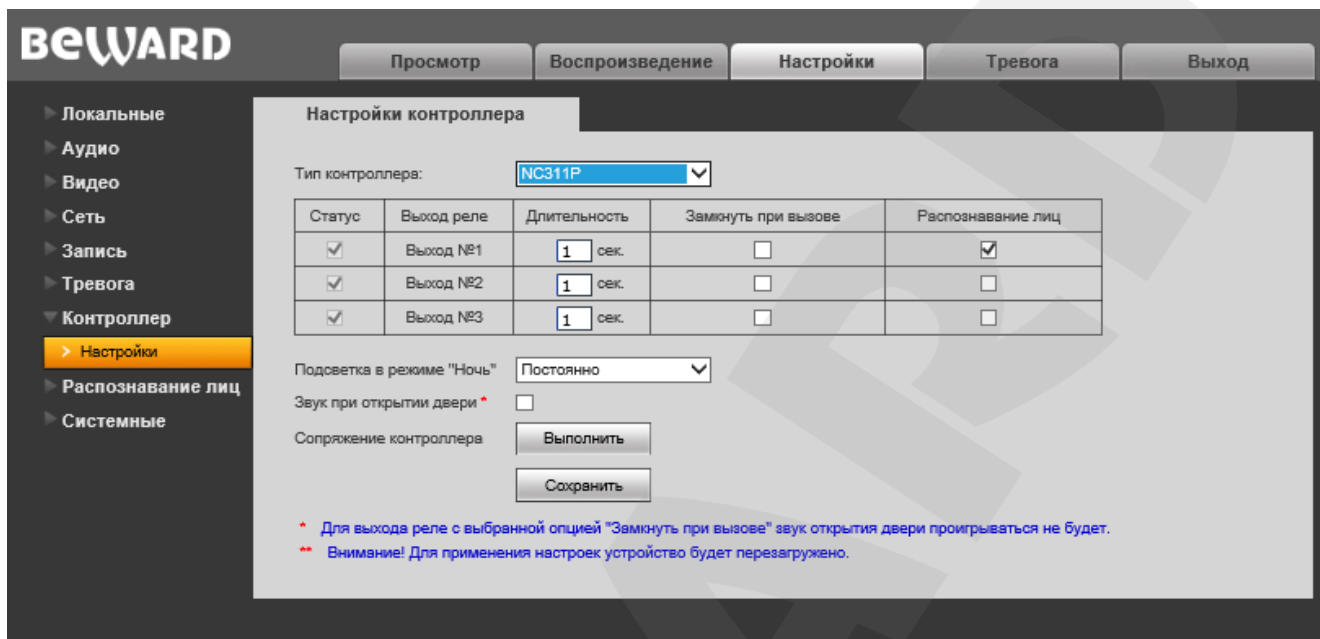 BEWARD
Просмотр Воспроизведение Настройки Тревога Выход
Локальные
Аудио
Видео
Сеть
Запись
Тревога
Контроллер
Настройки
Распознавание лиц
Системные
Настройки контроллера
Тип контроллера: NC311P
Статус Выход реле Длительность Замкнуть при вызове Распознавание лиц
Выход №1 1 сек.
Выход №2 1 сек.
Выход №3 1 сек.
Подсветка в режиме "Ночь" Постоянно
Звук при открытии двери *
Сопряжение контроллера Выполнить
Сохранить
* Для выхода реле с выбранной опцией "Замкнуть при вызове" звук открытия двери проигрываться не будет.
** Внимание! Для применения настроек устройство будет перезагружено.